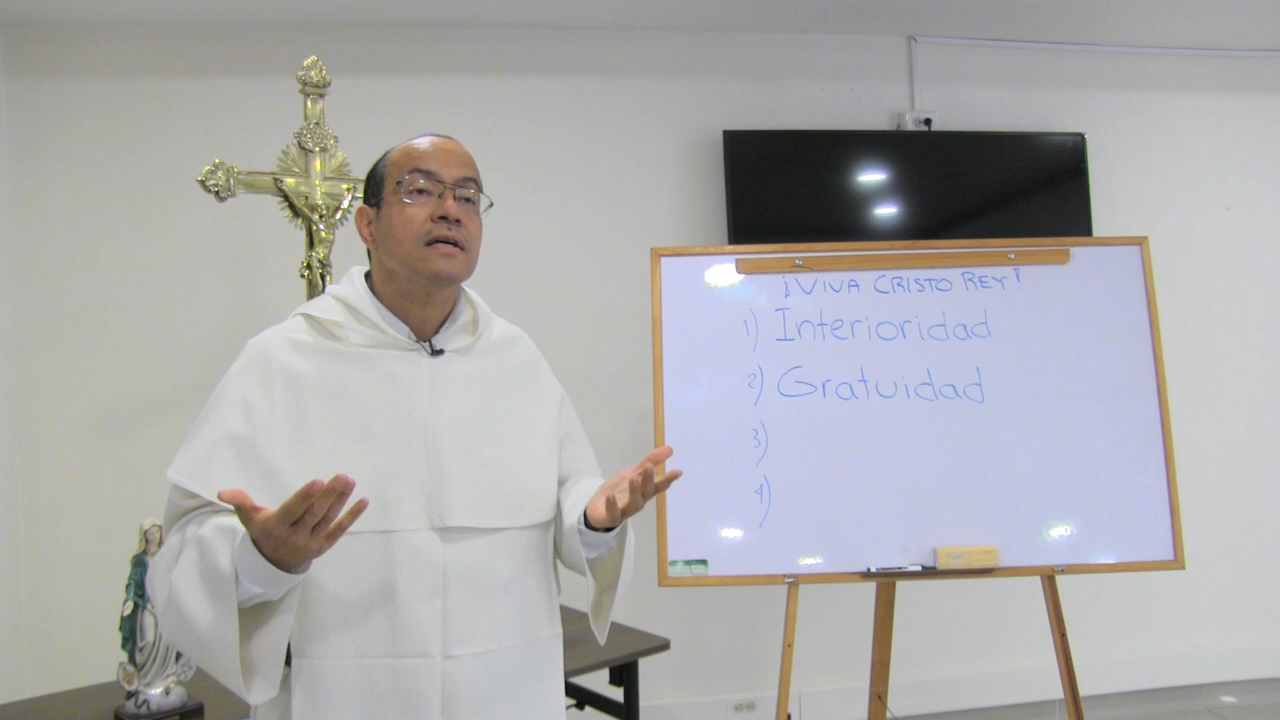 ¡VIVA CRISTO REY!
1) Interioridad
2) Gratuidad
3)
4)